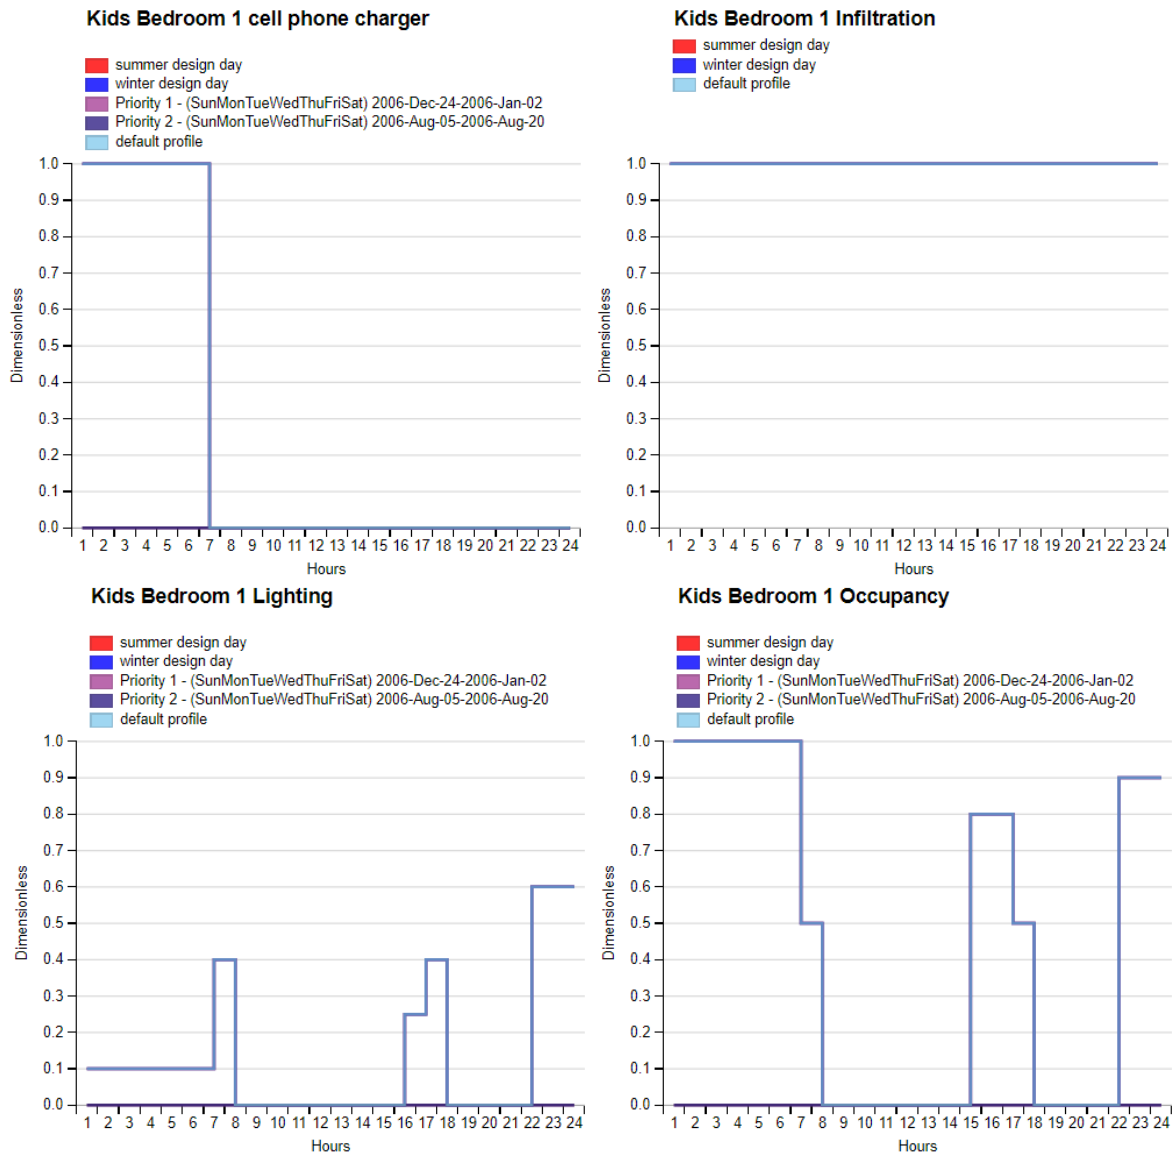 Kids Bedroom 1 cell phone charger
summer design day
winter design day
Priority 1 - (SunMonTueWedThuFriSat) 2006-Dec-24-2006-Jan-02
Priority 2 - (SunMonTueWedThuFriSat) 2006-Aug-05-2006-Aug-20
default profile
1.0
0.9
0.8
0.7
0.6
0.5
0.4
0.3
0.2
0.1
0.0
Dimensionless
1 2 3 4 5 6 7 8 9 10 11 12 13 14 15 16 17 18 19 20 21 22 23 24
Hours
Kids Bedroom 1 Infiltration
summer design day
winter design day
default profile
1.0
0.9
0.8
0.7
0.6
0.5
0.4
0.3
0.2
0.1
0.0
Dimensionless
1 2 3 4 5 6 7 8 9 10 11 12 13 14 15 16 17 18 19 20 21 22 23 24
Hours
Kids Bedroom 1 Lighting
summer design day
winter design day
Priority 1 - (SunMonTueWedThuFriSat) 2006-Dec-24-2006-Jan-02
Priority 2 - (SunMonTueWedThuFriSat) 2006-Aug-05-2006-Aug-20
default profile
1.0
0.9
0.8
0.7
0.6
0.5
0.4
0.3
0.2
0.1
0.0
Dimensionless
1 2 3 4 5 6 7 8 9 10 11 12 13 14 15 16 17 18 19 20 21 22 23 24
Hours
Kids Bedroom 1 Occupancy
summer design day
winter design day
Priority 1 - (SunMonTueWedThuFriSat) 2006-Dec-24-2006-Jan-02
Priority 2 - (SunMonTueWedThuFriSat) 2006-Aug-05-2006-Aug-20
default profile
1.0
0.9
0.8
0.7
0.6
0.5
0.4
0.3
0.2
0.1
0.0
Dimensionless
1 2 3 4 5 6 7 8 9 10 11 12 13 14 15 16 17 18 19 20 21 22 23 24
Hours